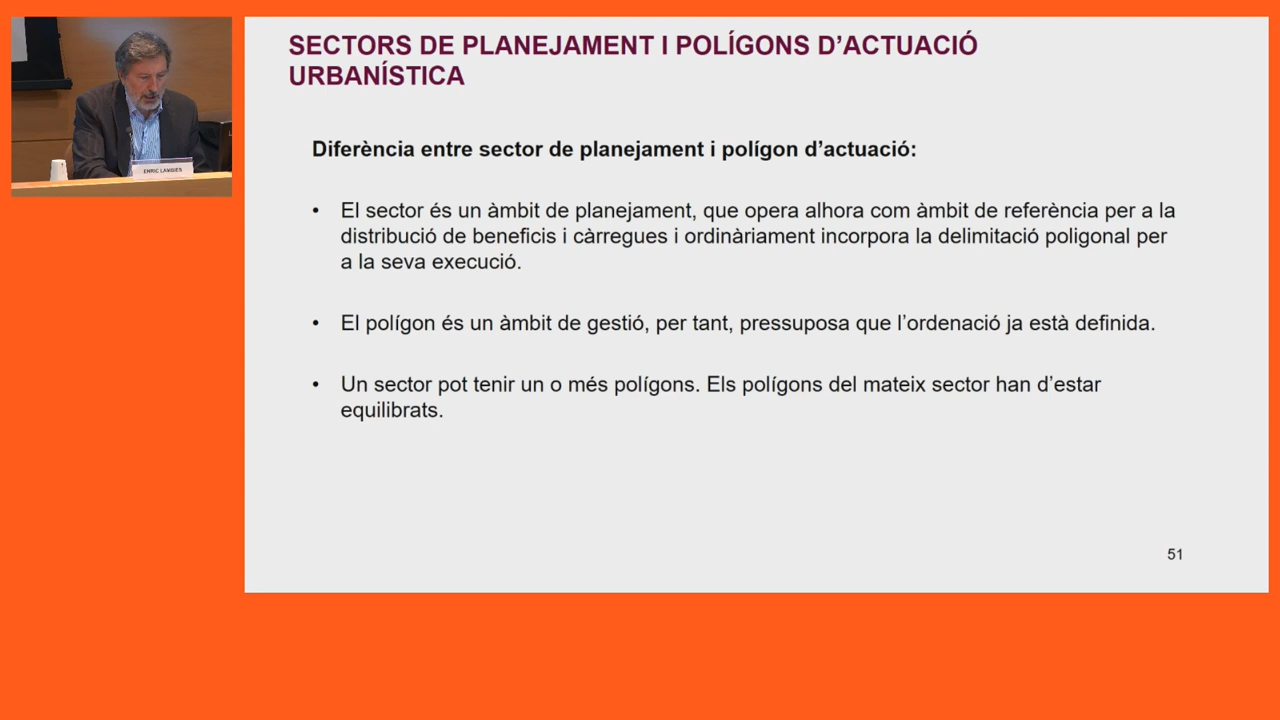 SECTORS DE PLANEJAMENT I POLÍGONS D’ACTUACIÓ
URBANÍSTICA
Diferència entre sector de planejament i polígon d’actuació:
• El sector és un àmbit de planejament, que opera alhora com àmbit de referència per a la
distribució de beneficis i càrregues i ordinàriament incorpora la delimitació poligonal per
a la seva execució.
• El polígon és un àmbit de gestió, per tant, pressuposa que l’ordenació ja està definida.
• Un sector pot tenir un o més polígons. Els polígons del mateix sector han d’estar
equilibrats.
51
ENRIC LAMBIES